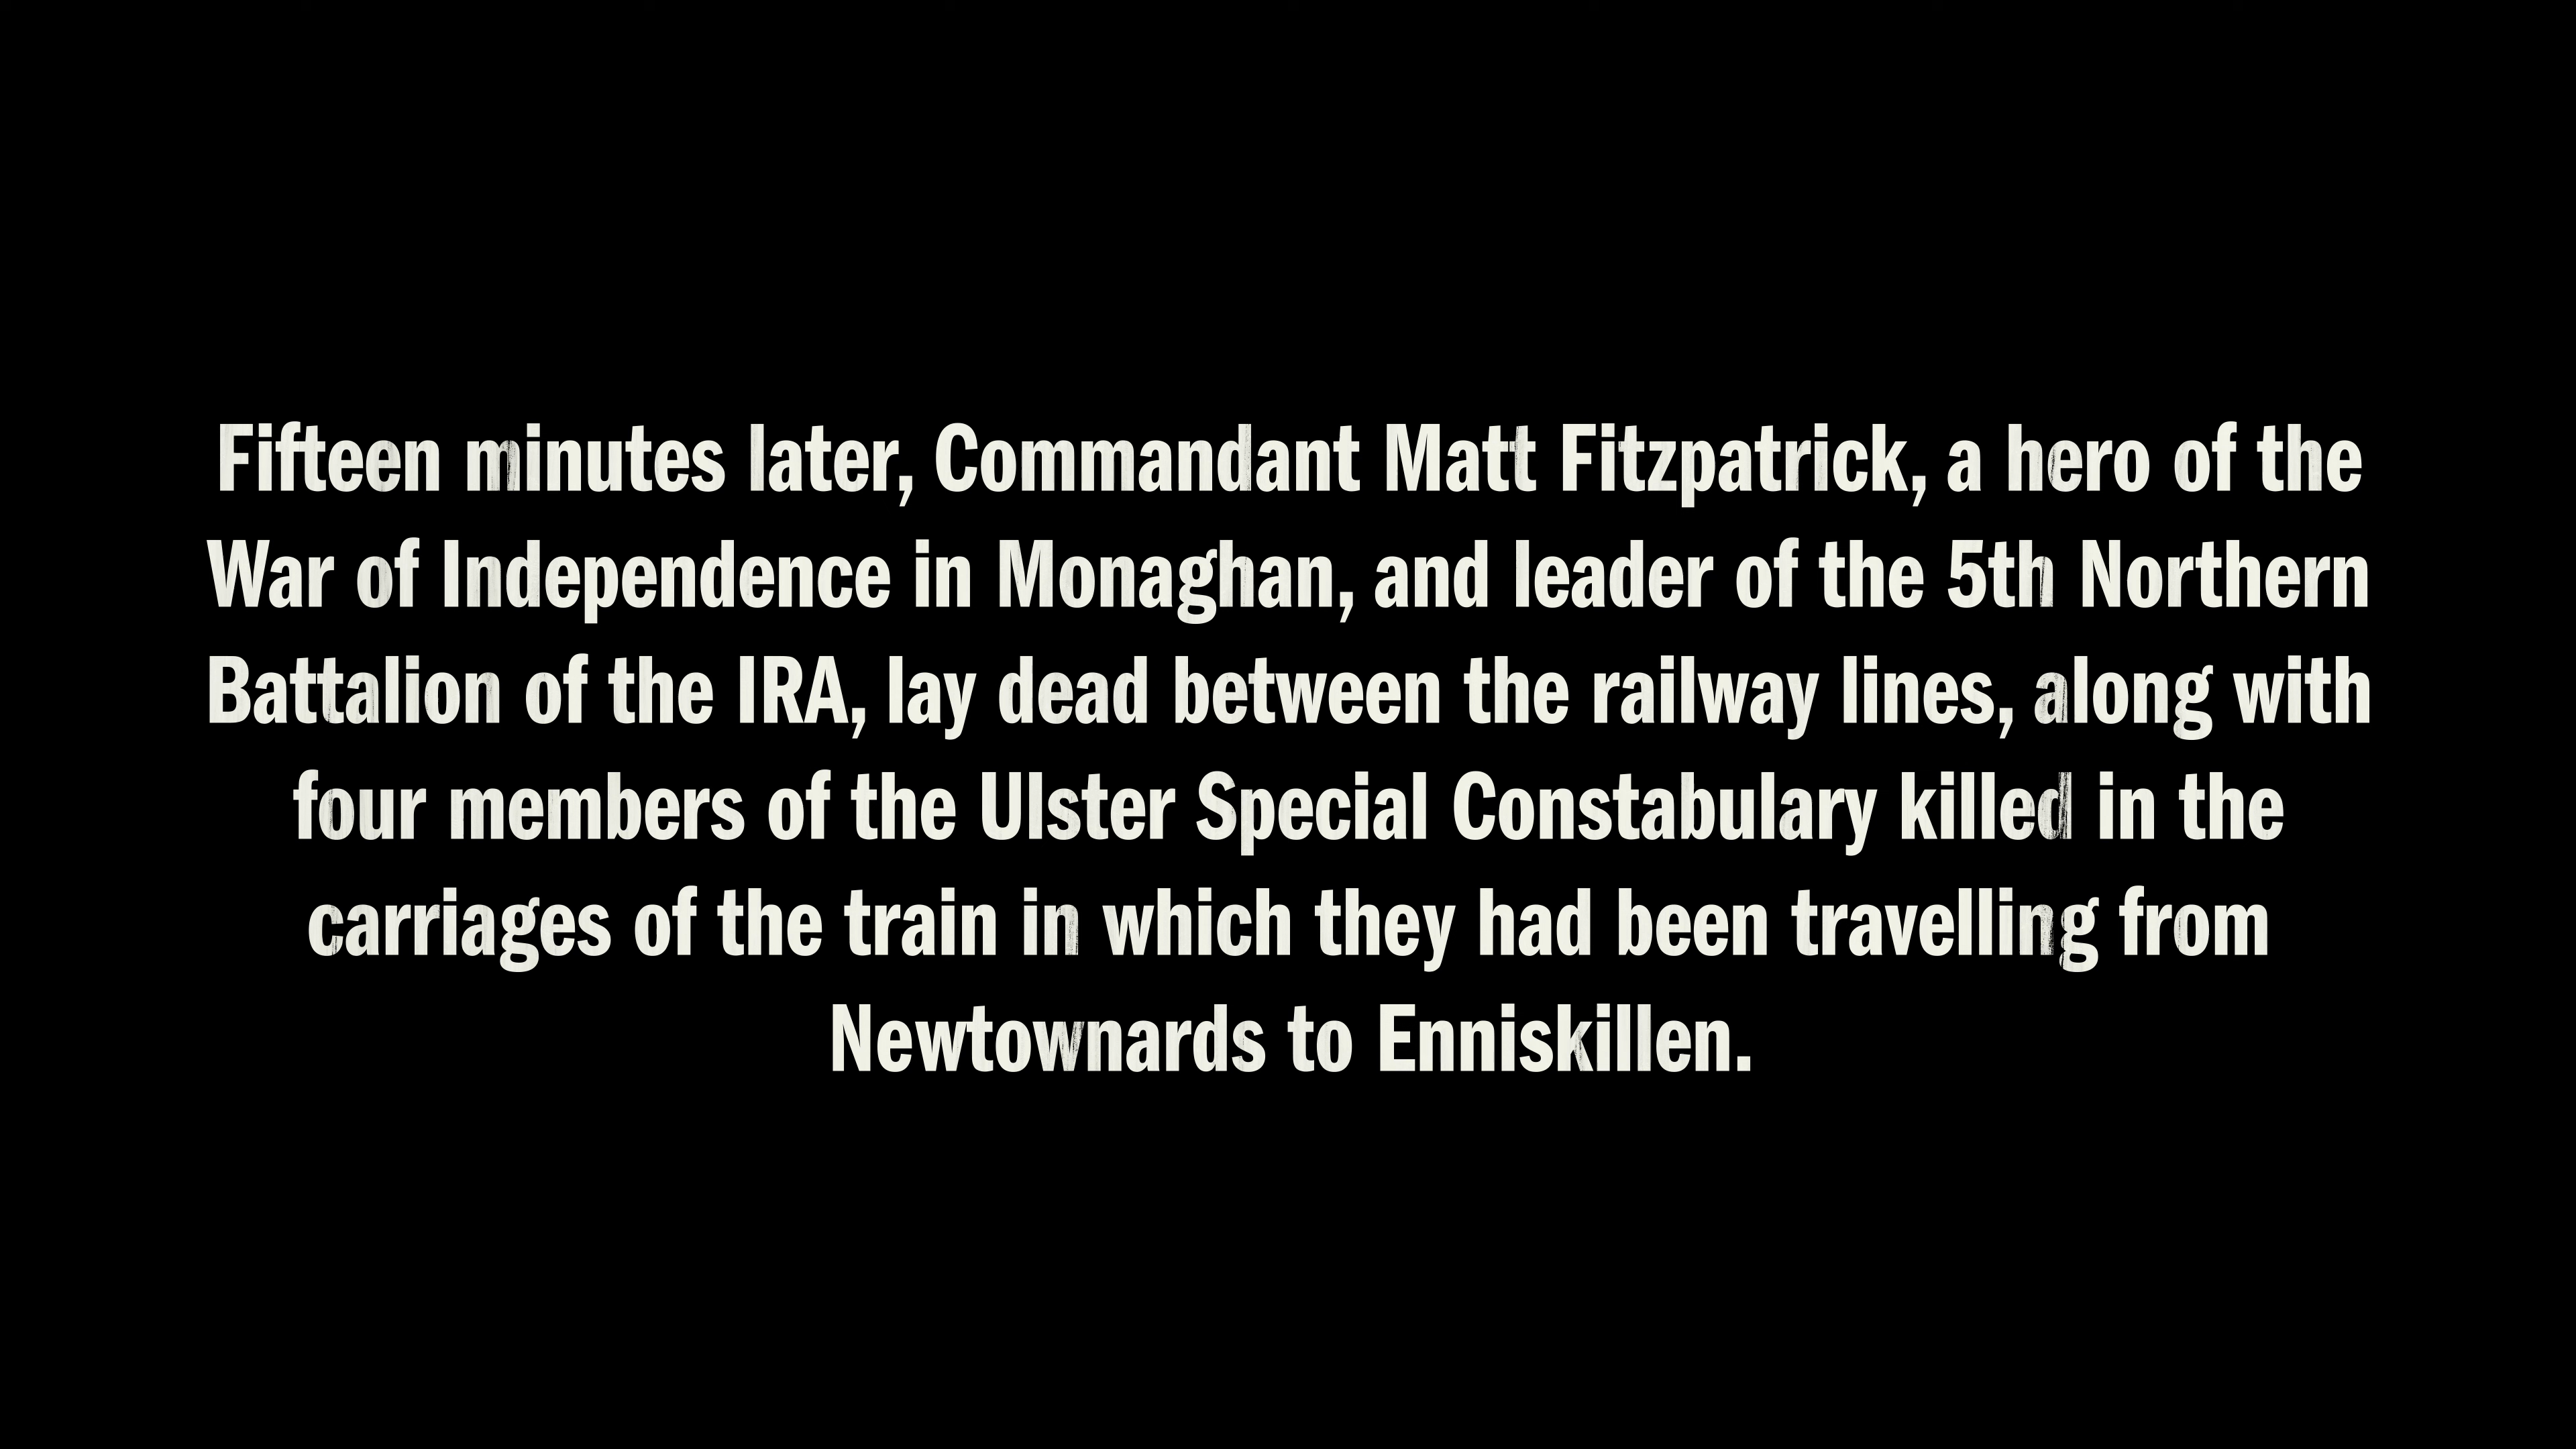 Fifteen minutes later, Commandant Matt Fitzpatrick, a hero of the
War of Independence in Monaghan, and leader of the 5th Northern
Battalion of the IRA, lay dead between the railway lines, along with
four members of the Ulster Special Constabulary killed in the
carriages of the train in which they had been travelling from
Newtownards to Enniskillen.